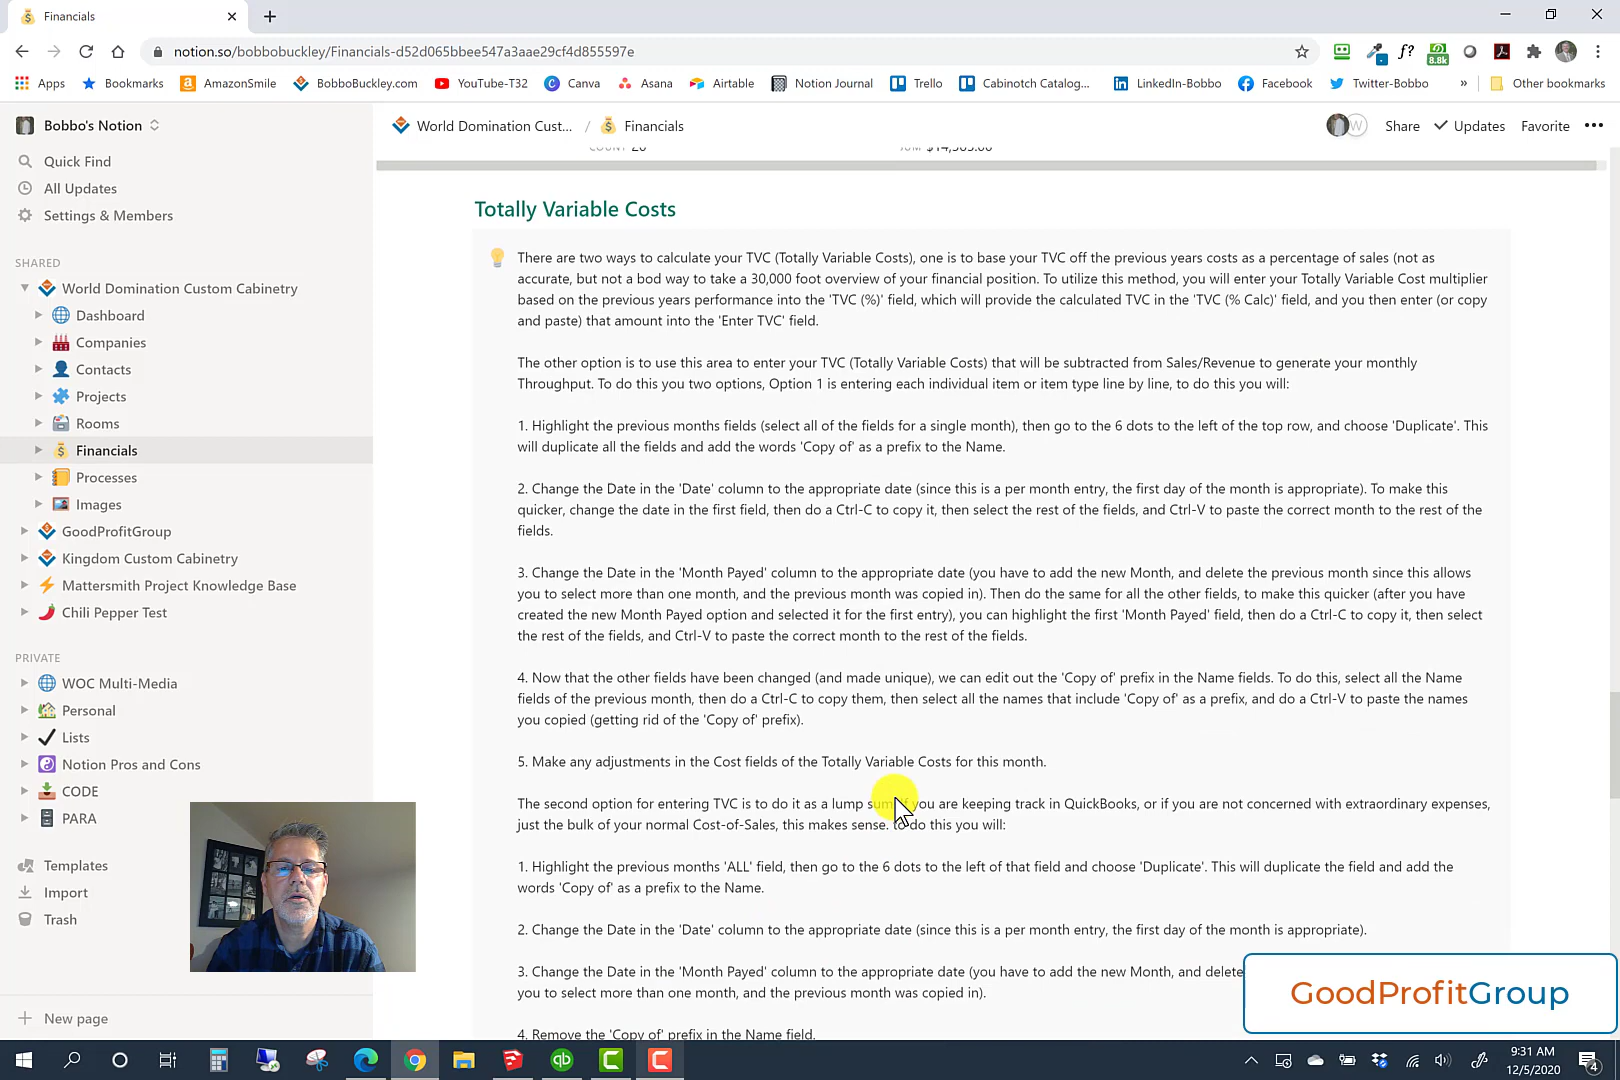 Financials
notion.so/bobbobuckley/Financials-d52d065bbee547a3aae29cf4d855597e
f?
8.8k
Apps
Bookmarks
AmazonSmile
BobboBuckley.com
YouTube-T32
Canva
Asana
Airtable
Notion Journal
Trello
Cabinotch Catalog...
LinkedIn-Bobbo
Facebook
Twitter-Bobbo
»
Other bookmarks
Bobbo's Notion
World Domination Cust... / Financials
W
Share
Updates
Favorite
Quick Find
All Updates
Settings & Members
SHARED
World Domination Custom Cabinetry
Dashboard
Companies
Contacts
Projects
Rooms
Financials
Processes
Images
GoodProfitGroup
Kingdom Custom Cabinetry
Mattersmith Project Knowledge Base
Chili Pepper Test
PRIVATE
WOC Multi-Media
Personal
Lists
Notion Pros and Cons
CODE
PARA
Templates
Import
Trash
New page
COUNT 20
SUM
Totally Variable Costs
There are two ways to calculate your TVC (Totally Variable Costs), one is to base your TVC off the previous years costs as a percentage of sales (not as
accurate, but not a bod way to take a 30,000 foot overview of your financial position. To utilize this method, you will enter your Totally Variable Cost multiplier
based on the previous years performance into the 'TVC (%)' field, which will provide the calculated TVC in the 'TVC (% Calc)' field, and you then enter (or copy
and paste) that amount into the 'Enter TVC' field.
The other option is to use this area to enter your TVC (Totally Variable Costs) that will be subtracted from Sales/Revenue to generate your monthly
Throughput. To do this you two options, Option 1 is entering each individual item or item type line by line, to do this you will:
1. Highlight the previous months fields (select all of the fields for a single month), then go to the 6 dots to the left of the top row, and choose 'Duplicate'. This
will duplicate all the fields and add the words 'Copy of' as a prefix to the Name.
2. Change the Date in the 'Date' column to the appropriate date (since this is a per month entry, the first day of the month is appropriate). To make this
quicker, change the date in the first field, then do a Ctrl-C to copy it, then select the rest of the fields, and Ctrl-V to paste the correct month to the rest of the
fields.
3. Change the Date in the 'Month Payed' column to the appropriate date (you have to add the new Month, and delete the previous month since this allows
you to select more than one month, and the previous month was copied in). Then do the same for all the other fields, to make this quicker (after you have
created the new Month Payed option and selected it for the first entry), you can highlight the first 'Month Payed' field, then do a Ctrl-C to copy it, then select
the rest of the fields, and Ctrl-V to paste the correct month to the rest of the fields.
4. Now that the other fields have been changed (and made unique), we can edit out the 'Copy of' prefix in the Name fields. To do this, select all the Name
fields of the previous month, then do a Ctrl-C to copy them, then select all the names that include 'Copy of' as a prefix, and do a Ctrl-V to paste the names
you copied (getting rid of the 'Copy of' prefix).
5. Make any adjustments in the Cost fields of the Totally Variable Costs for this month.
The second option for entering TVC is to do it as a lump sum. If you are keeping track in QuickBooks, or if you are not concerned with extraordinary expenses,
just the bulk of your normal Cost-of-Sales, this makes sense. to do this you will:
1. Highlight the previous months 'ALL' field, then go to the 6 dots to the left of that field and choose 'Duplicate'. This will duplicate the field and add the
words 'Copy of' as a prefix to the Name.
2. Change the Date in the 'Date' column to the appropriate date (since this is a per month entry, the first day of the month is appropriate).
3. Change the Date in the 'Month Payed' column to the appropriate date (you have to add the new Month, and delete
you to select more than one month, and the previous month was copied in).
4. Remove the 'Copy of' prefix in the Name field.
GoodProfitGroup
9:31 AM
12/5/2020
4